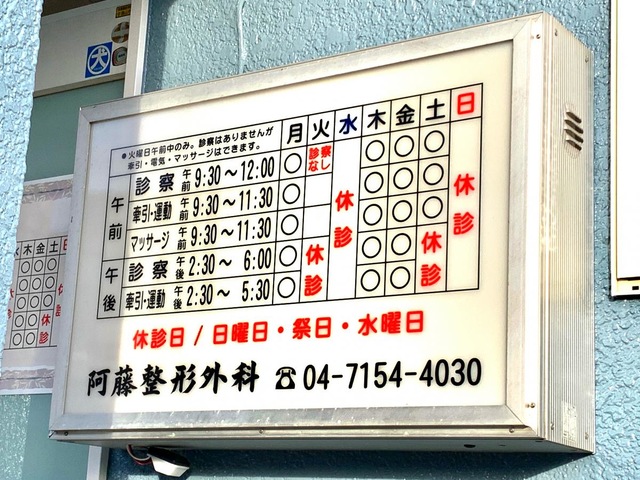 犬
● 火曜日午前中のみ。診察はありませんが
牽引・電気・マッサージはできます。
月 火 水 木 金 土 日
午前 診察 午前 9:30～12:00 ○ 診察なし 休診 ○ ○ ○ 休診
牽引・運動 午前 9:30～11:30 ○ ○ ○ ○
マッサージ 午前 9:30～11:30 ○ ○ ○ ○
午後 診察 午後 2:30～6:00 ○ 休診 ○ ○ 休診
牽引・運動 午後 2:30～5:30 ○ ○ ○
休診日 / 日曜日・祭日・水曜日
阿藤整形外科 ☎ 04-7154-4030
木 金 土 日
○ ○ ○
○ ○ ○
○ ○ ○
○ ○ 休診
○ ○